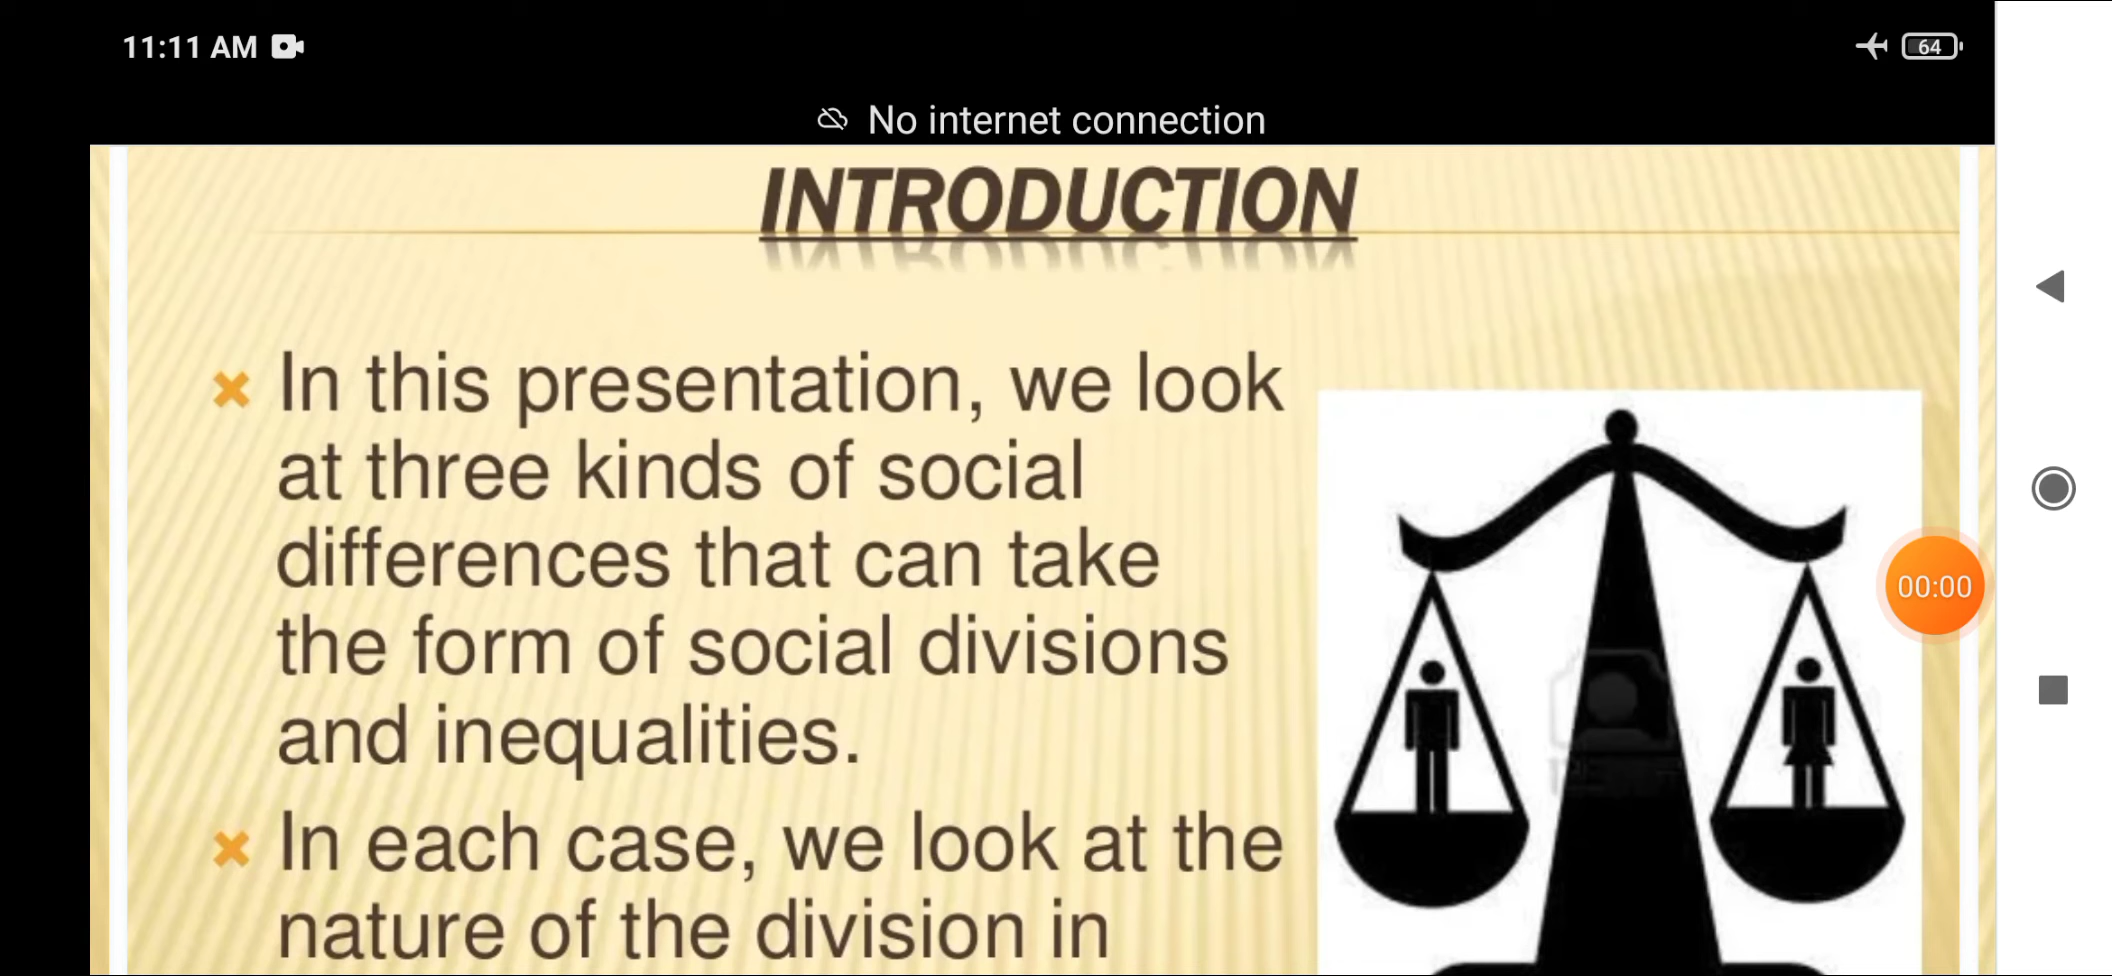 11:11 AM
64
No internet connection
INTRODUCTION
In this presentation, we look
at three kinds of social
differences that can take
the form of social divisions
and inequalities.
00:00
In each case, we look at the
nature of the division in